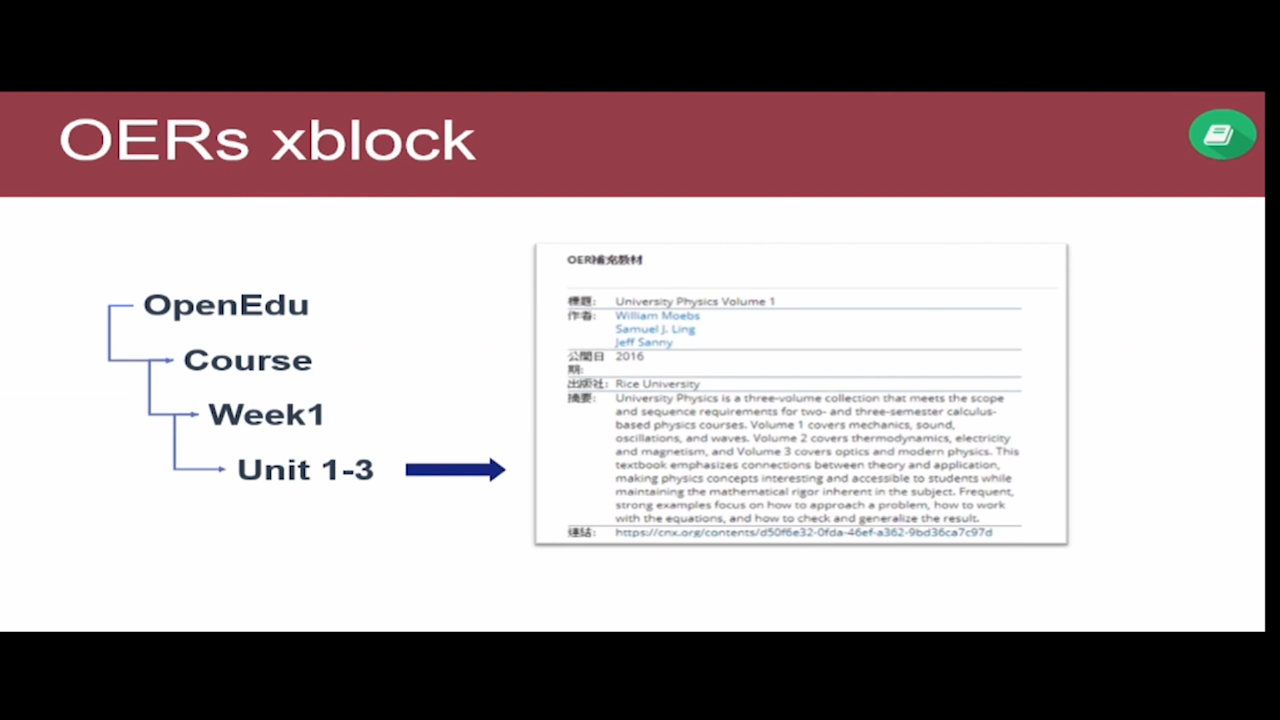 OERs xblock
OpenEdu
Course
Week1
Unit 1-3
OER補充教材
標題: University Physics Volume 1
作者: William Moebs
Samuel J. Ling
Jeff Sanny
公開日 2016
期:
出版社: Rice University
摘要: University Physics is a three-volume collection that meets the scope
and sequence requirements for two- and three-semester calculus-
based physics courses. Volume 1 covers mechanics, sound,
oscillations, and waves. Volume 2 covers thermodynamics, electricity
and magnetism, and Volume 3 covers optics and modern physics. This
textbook emphasizes connections between theory and application,
making physics concepts interesting and accessible to students while
maintaining the mathematical rigor inherent in the subject. Frequent,
strong examples focus on how to approach a problem, how to work
with the equations, and how to check and generalize the result.
連結: https://cnx.org/contents/d50f6e32-0fda-46ef-a362-9bd36ca7c97d